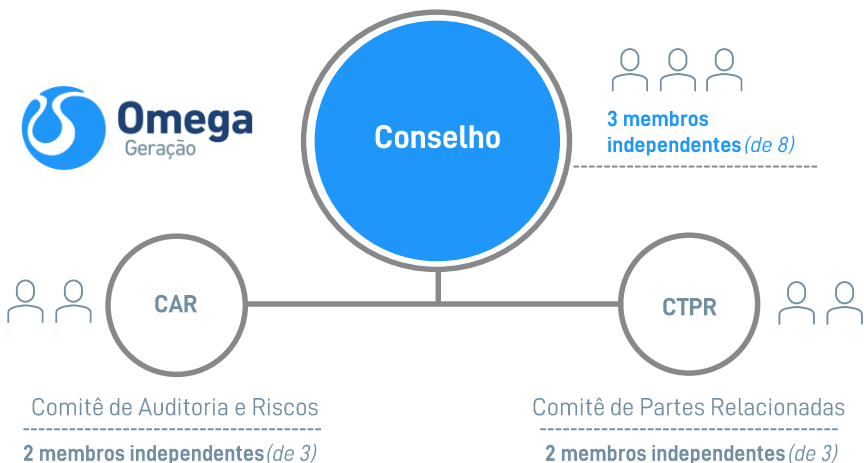 Omega
Geração
Conselho
3 membros
independentes (de 8)
CAR
CTPR
Comitê de Auditoria e Riscos
2 membros independentes (de 3)
Comitê de Partes Relacionadas
2 membros independentes (de 3)